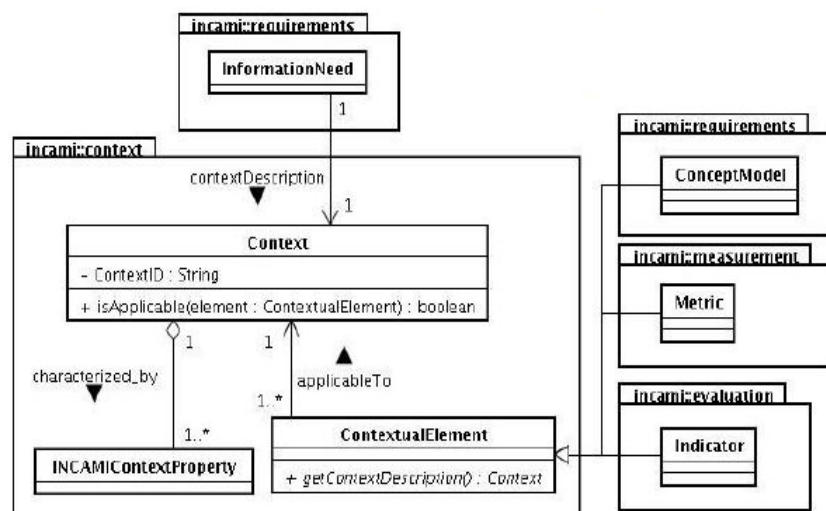 incami::requirements
InformationNeed
1
incami::context
contextDescription
1
Context
- ContextID : String
+ isApplicable(element : ContextualElement) : boolean
1
1
characterized_by
applicableTo
1..*
1..*
INCAMIContextProperty
ContextualElement
+ getContextDescription() : Context
incami::requirements
ConceptModel
incami::measurement
Metric
incami::evaluation
Indicator